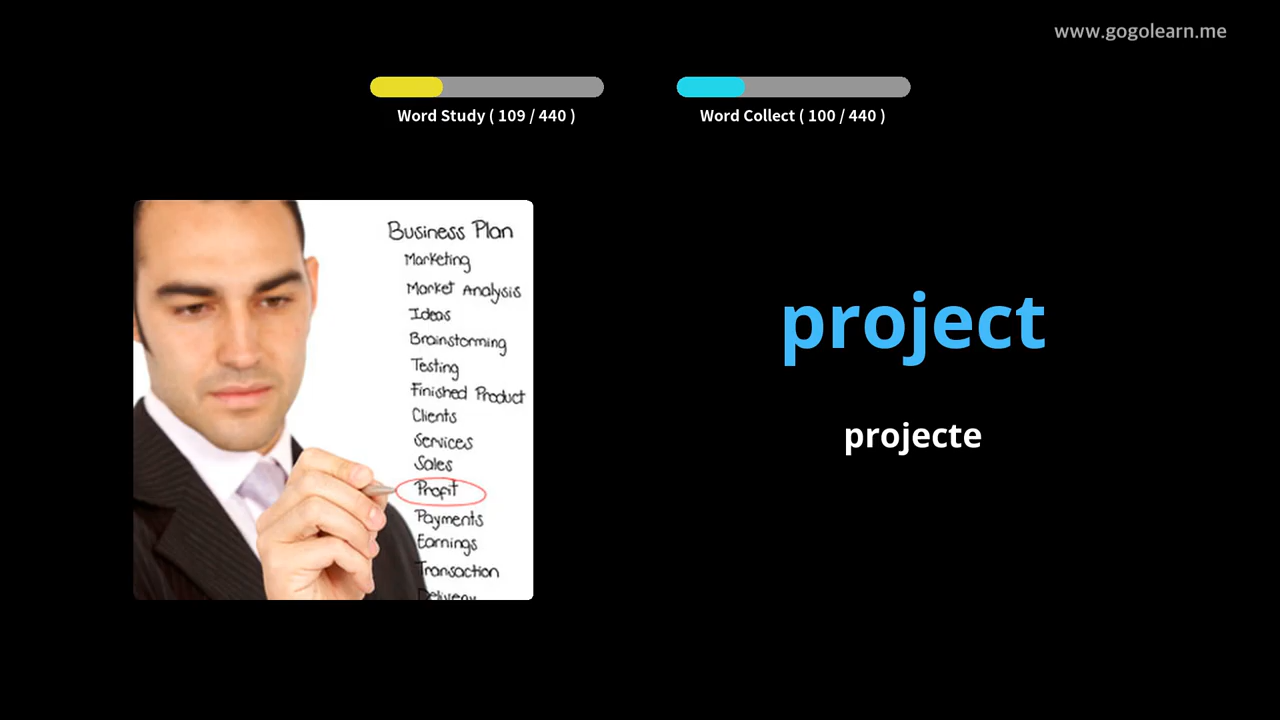 www.gogolearn.me
Word Study ( 109 / 440 )
Word Collect ( 100 / 440 )
Business Plan
Marketing
Market Analysis
Ideas
Brainstorming
Testing
Finished Product
Clients
Services
Sales
Profit
Payments
Earnings
Transaction
Delivery
project
projecte